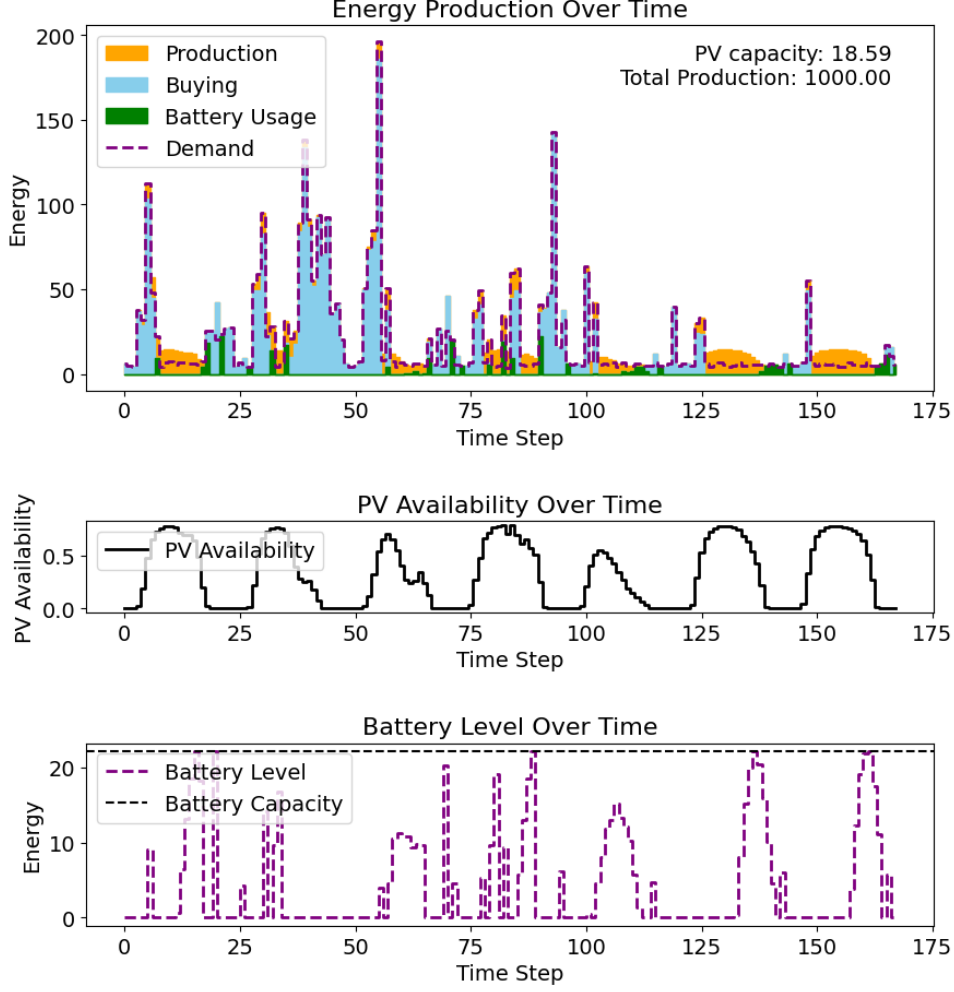 Energy Production Over Time
Energy
200
150
100
50
0
Production
Buying
Battery Usage
Demand
PV capacity: 18.59
Total Production: 1000.00
0 25 50 75 100 125 150 175
Time Step
PV Availability Over Time
PV Availability
0.5
0.0
PV Availability
0 25 50 75 100 125 150 175
Time Step
Battery Level Over Time
Energy
20
10
0
Battery Level
Battery Capacity
0 25 50 75 100 125 150 175
Time Step